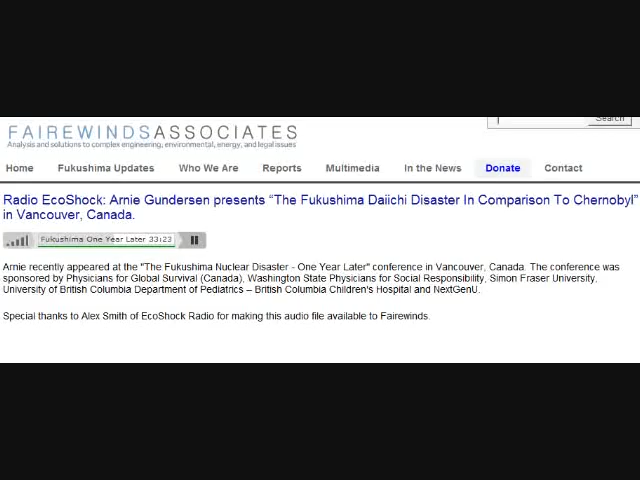 Search
FAIREWINDSASSOCIATES
Analysis and solutions to complex engineering, environmental, energy, and legal issues
Home Fukushima Updates Who We Are Reports Multimedia In the News Donate Contact
Radio EcoShock: Arnie Gundersen presents “The Fukushima Daiichi Disaster In Comparison To Chernobyl”
in Vancouver, Canada.
Fukushima One Year Later 33:23
Arnie recently appeared at the "The Fukushima Nuclear Disaster - One Year Later" conference in Vancouver, Canada. The conference was
sponsored by Physicians for Global Survival (Canada), Washington State Physicians for Social Responsibility, Simon Fraser University,
University of British Columbia Department of Pediatrics – British Columbia Children's Hospital and NextGenU.
Special thanks to Alex Smith of EcoShock Radio for making this audio file available to Fairewinds.